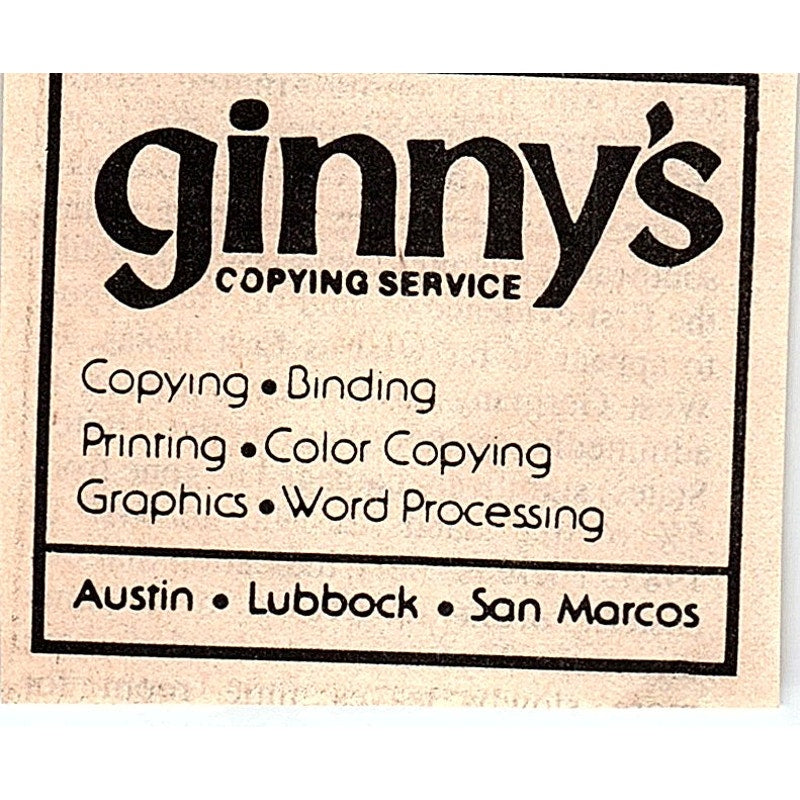 ginny's
COPYING SERVICE
Copying • Binding
Printing • Color Copying
Graphics • Word Processing
Austin • Lubbock • San Marcos